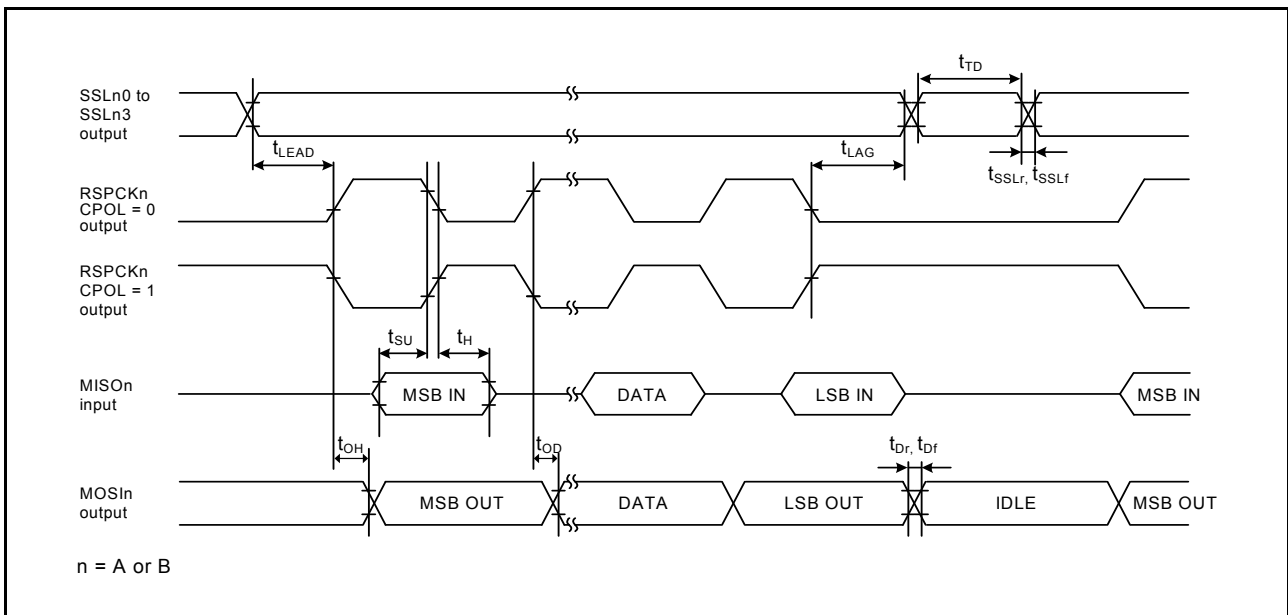 tTD
SSLn0 to
SSLn3
output
tLEAD
tLAG
tSSLr, tSSLf
RSPCKn
CPOL = 0
output
RSPCKn
CPOL = 1
output
tSU
tH
MISOn
input
MSB IN
DATA
LSB IN
MSB IN
tOH
tOD
tDr, tDf
MOSIn
output
MSB OUT
DATA
LSB OUT
IDLE
MSB OUT
n = A or B